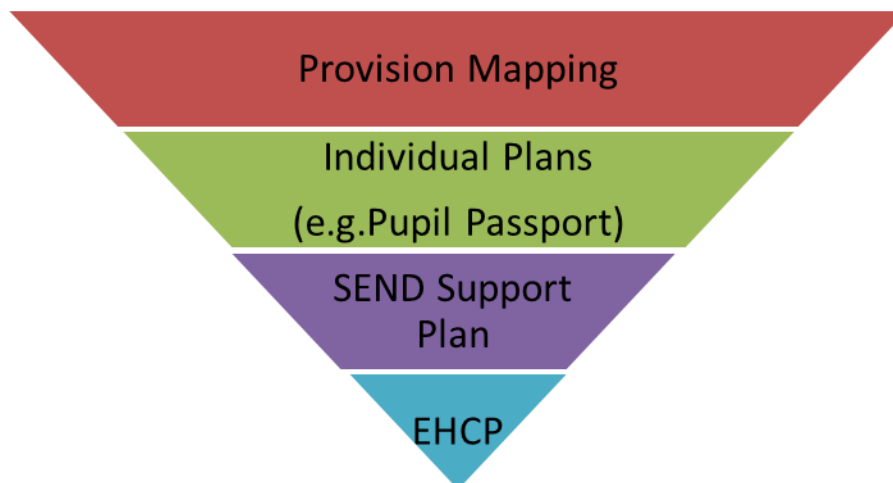 Provision Mapping
Individual Plans
(e.g.Pupil Passport)
SEND Support
Plan
EHCP